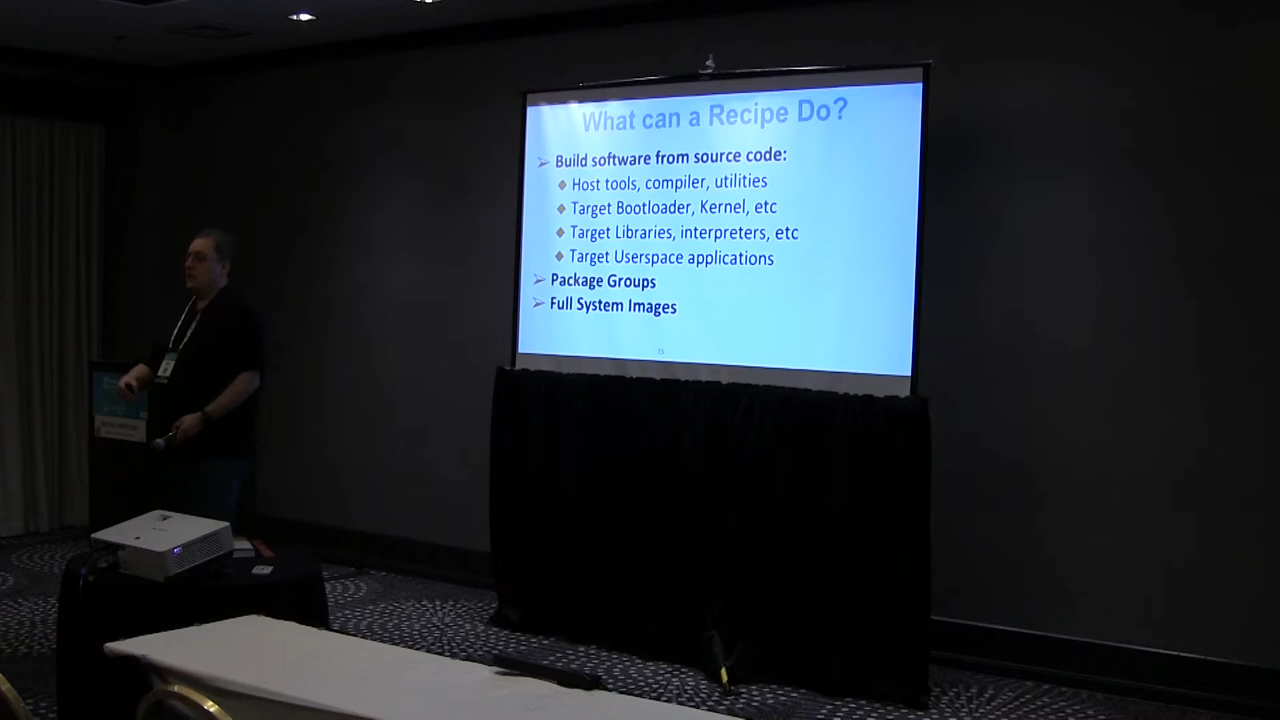 What can a Recipe Do?
Build software from source code:
Host tools, compiler, utilities
Target Bootloader, Kernel, etc
Target Libraries, interpreters, etc
Target Userspace applications
Package Groups
Full System Images